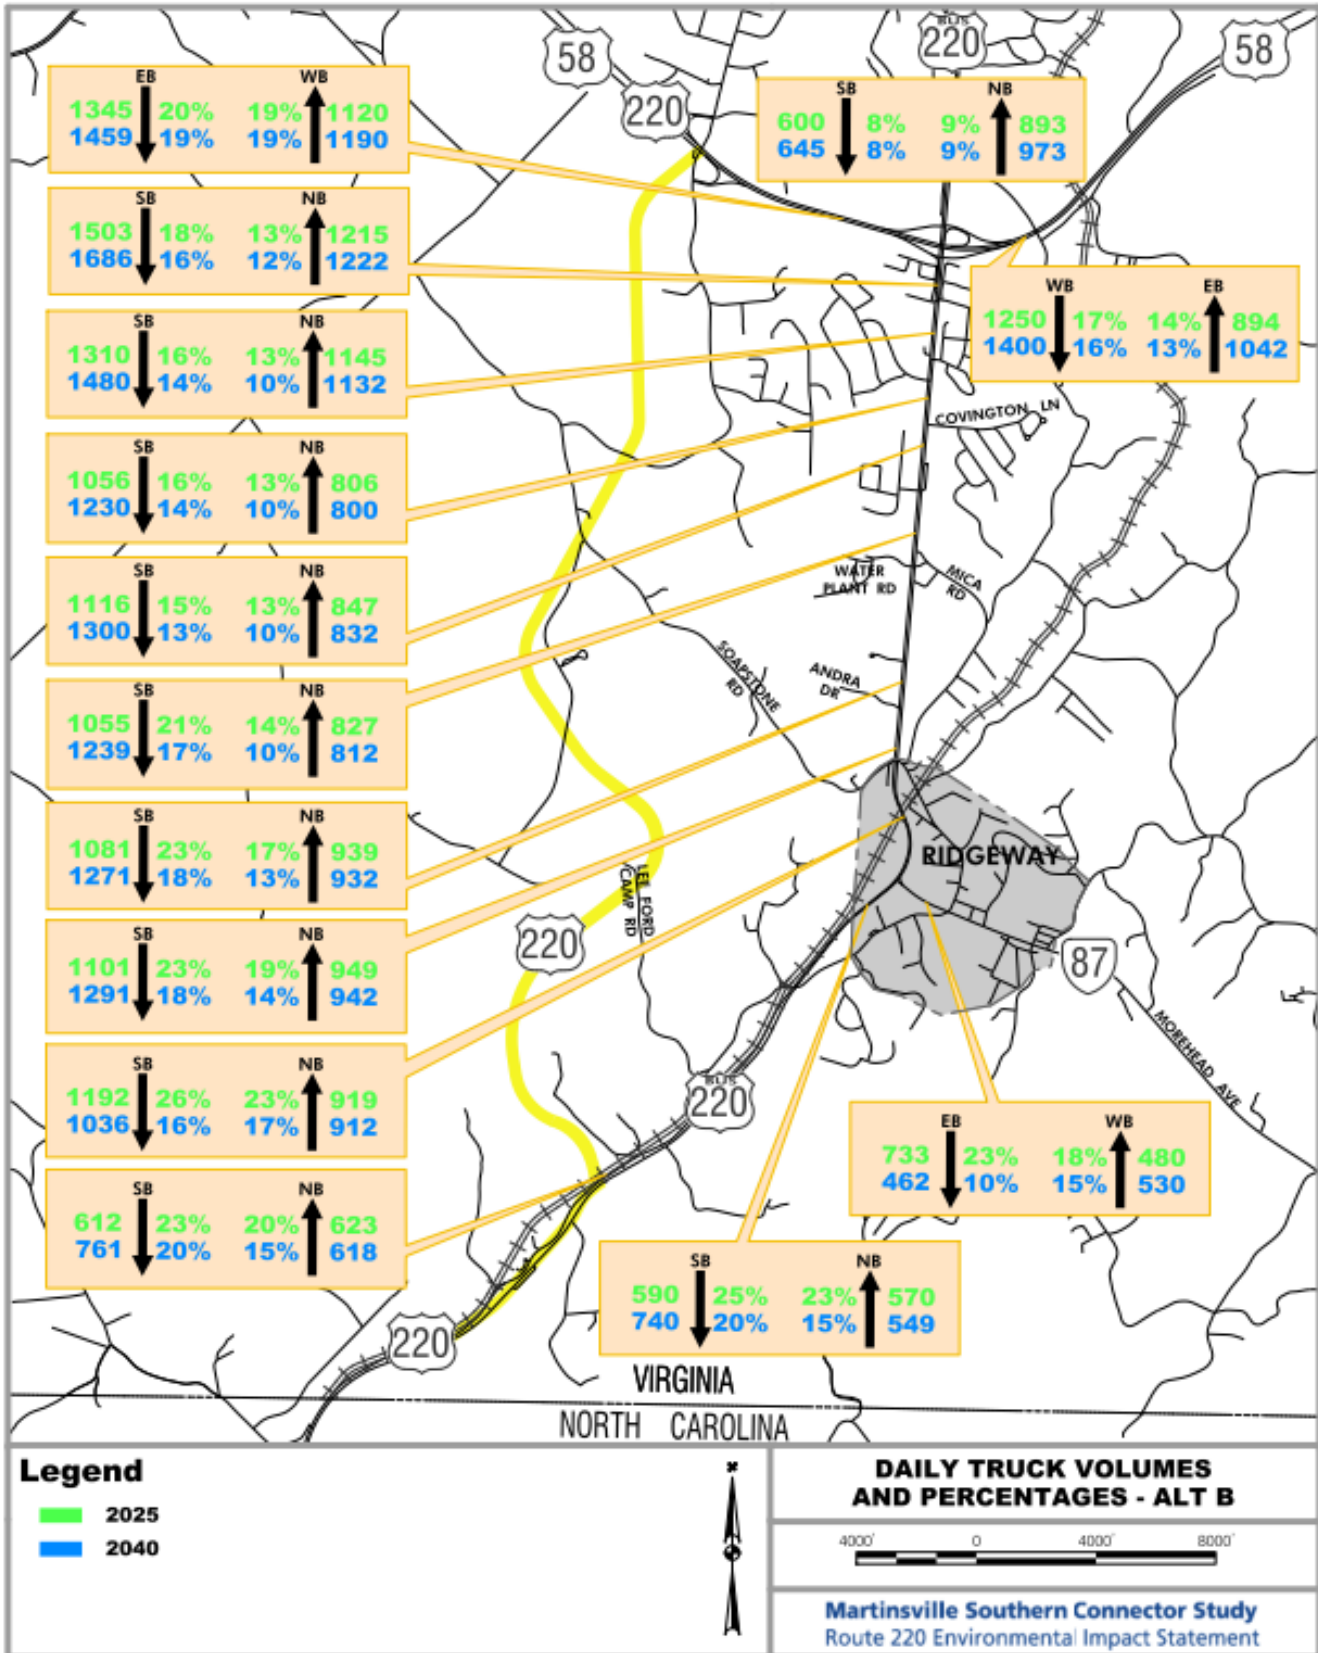 58
220
BUS
220
58
EB WB
1345 20% 19% 1120
1459 19% 19% 1190
SB NB
600 8% 9% 893
645 8% 9% 973
SB NB
1503 18% 13% 1215
1686 16% 12% 1222
WB EB
1250 17% 14% 894
1400 16% 13% 1042
SB NB
1310 16% 13% 1145
1480 14% 10% 1132
COVINGTON LN
SB NB
1056 16% 13% 806
1230 14% 10% 800
SB NB
1116 15% 13% 847
1300 13% 10% 832
WATER
PLANT RD
MICA
RD
SOAPSTONE
RD
ANDRA
DR
SB NB
1055 21% 14% 827
1239 17% 10% 812
SB NB
1081 23% 17% 939
1271 18% 13% 932
RIDGEWAY
LEE FORD
CAMP RD
220
87
SB NB
1101 23% 19% 949
1291 18% 14% 942
MOREHEAD AVE
SB NB
1192 26% 23% 919
1036 16% 17% 912
BUS
220
EB WB
733 23% 18% 480
462 10% 15% 530
SB NB
612 23% 20% 623
761 20% 15% 618
SB NB
590 25% 23% 570
740 20% 15% 549
220
VIRGINIA
NORTH CAROLINA
Legend
2025
2040
DAILY TRUCK VOLUMES
AND PERCENTAGES - ALT B
4000' 0 4000' 8000'
Martinsville Southern Connector Study
Route 220 Environmental Impact Statement